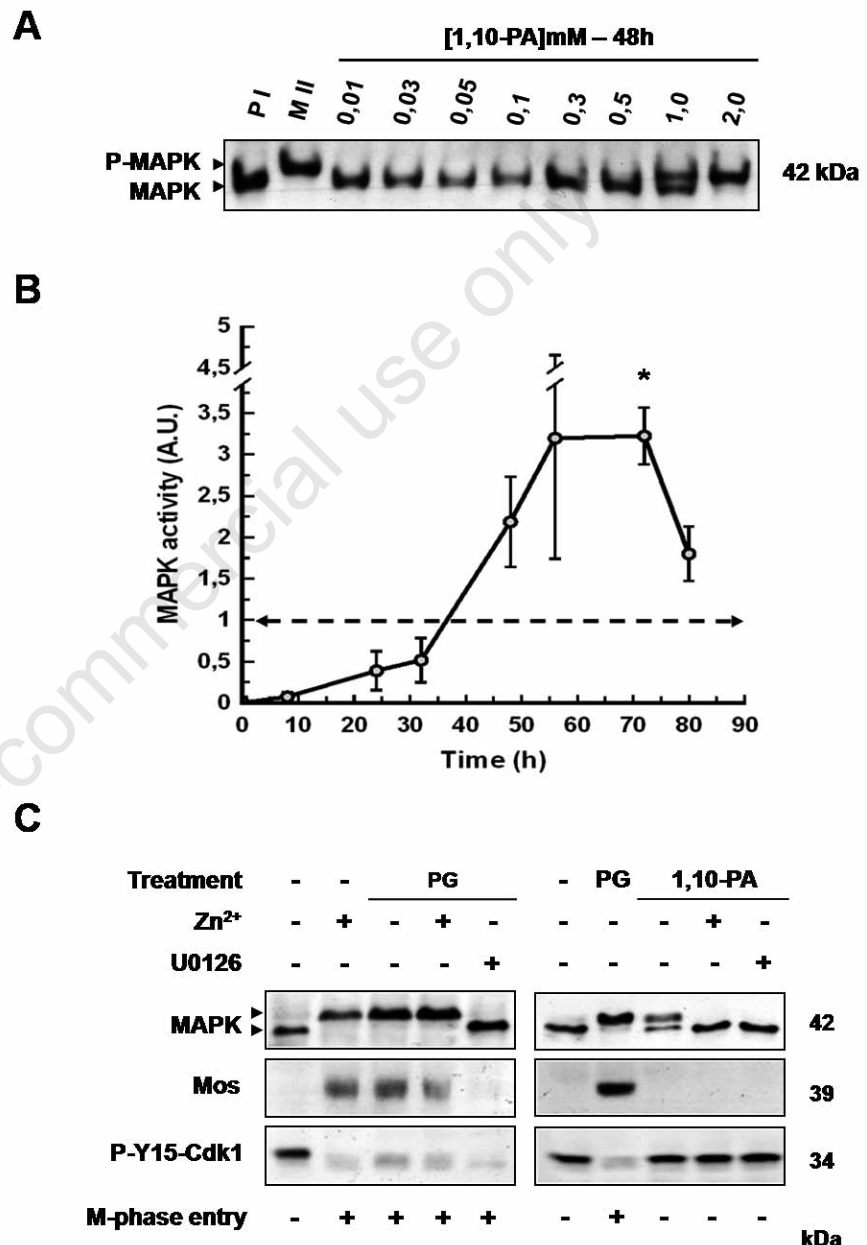 A
[1,10-PA]mM – 48h
P I M II 0,01 0,03 0,05 0,1 0,3 0,5 1,0 2,0
P-MAPK
MAPK
42 kDa
B
5
4,5
3,5
3
2,5
2
1,5
1
0,5
0
MAPK activity (A.U.)
*
0 10 20 30 40 50 60 70 80 90
Time (h)
commercial use only
C
Treatment - - PG - PG 1,10-PA
Zn²⁺ - + - + - - - - + -
U0126 - - - - + - - - - +
MAPK 42
Mos 39
P-Y15-Cdk1 34
M-phase entry - + + + + - + - - -
kDa